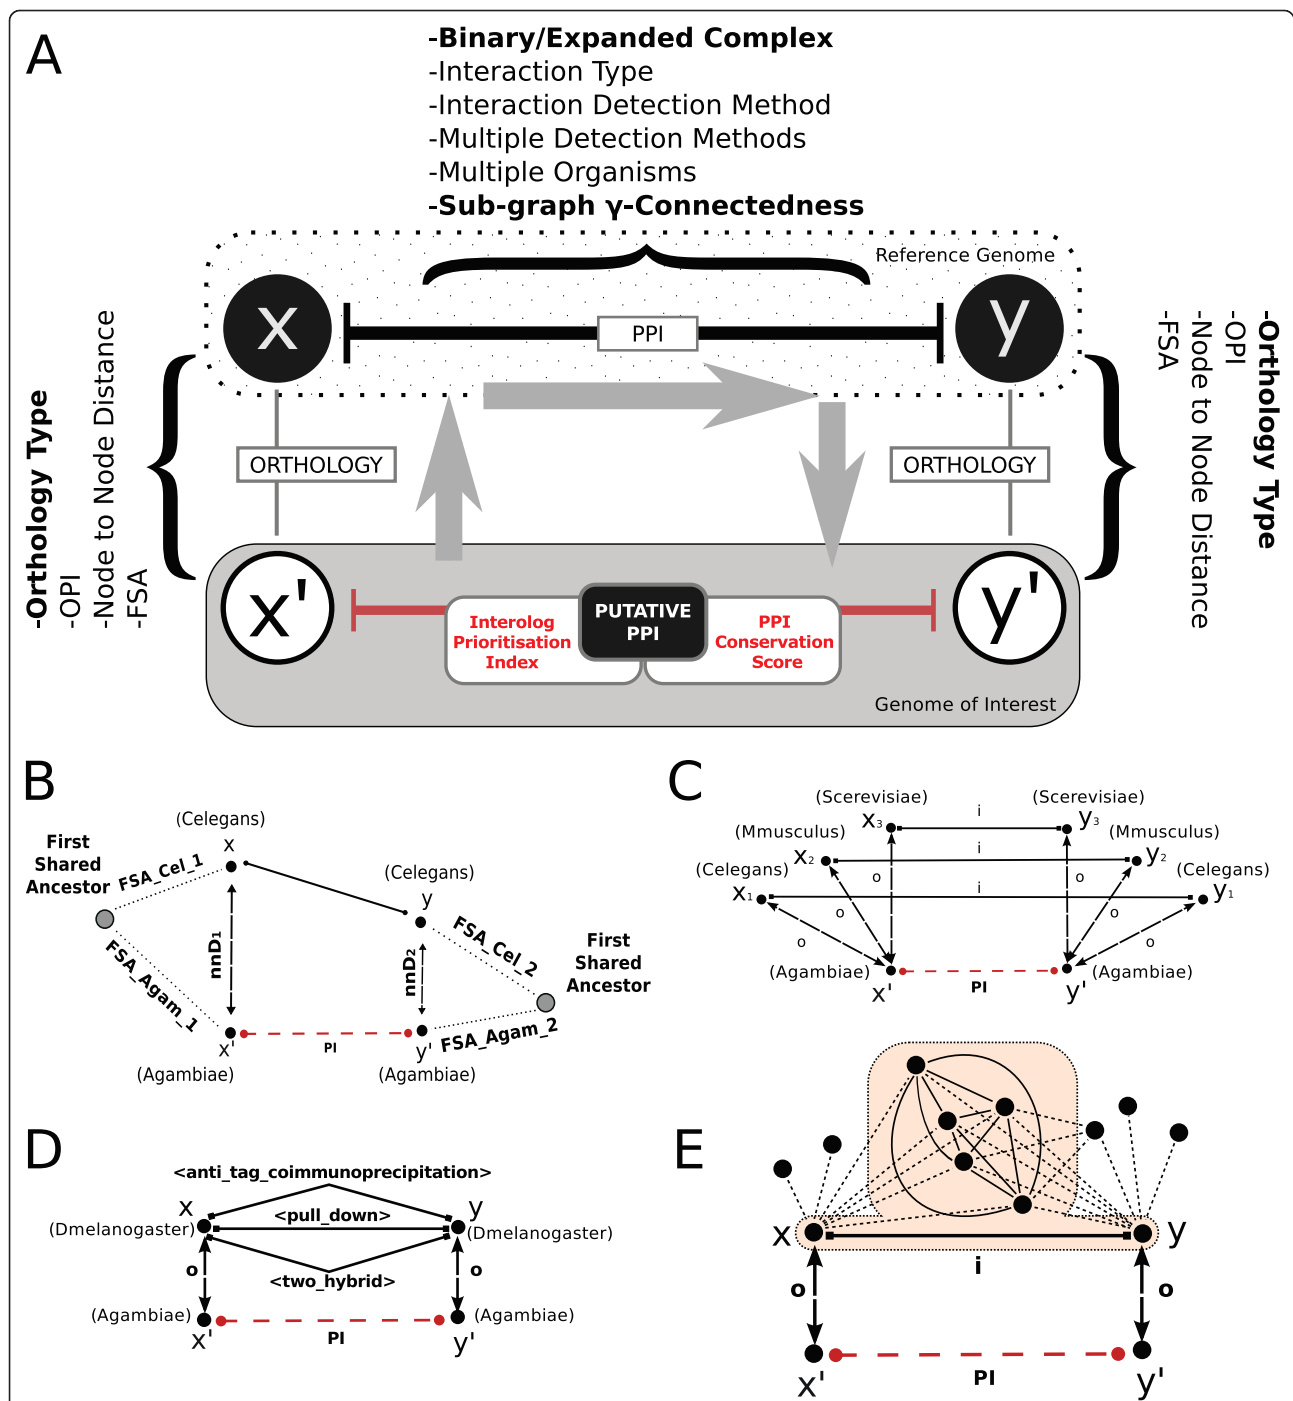 A
-Binary/Expanded Complex
-Interaction Type
-Interaction Detection Method
-Multiple Detection Methods
-Multiple Organisms
-Sub-graph γ-Connectedness
Reference Genome
x
y
PPI
-Orthology Type
-OPI
-Node to Node Distance
-FSA
-Orthology Type
-OPI
-Node to Node Distance
-FSA
ORTHOLOGY
ORTHOLOGY
x'
y'
Interolog
Prioritisation
Index
PUTATIVE
PPI
PPI
Conservation
Score
Genome of Interest
B
(Celegans)
x
First
Shared
Ancestor
FSA_Cel_1
(Celegans)
y
FSA_Cel_2
First
Shared
Ancestor
nnD1
nnD2
FSA_Agam_1
FSA_Agam_2
x'
PI
y'
(Agambiae)
(Agambiae)
C
(Scerevisiae)
(Scerevisiae)
x3
i
y3
(Mmusculus)
(Mmusculus)
x2
i
y2
(Celegans)
(Celegans)
x1
i
y1
o
o
o
o
o
o
(Agambiae)
(Agambiae)
x'
PI
y'
D
<anti_tag_coimmunoprecipitation>
x
y
<pull_down>
(Dmelanogaster)
(Dmelanogaster)
o
o
<two_hybrid>
(Agambiae)
(Agambiae)
x'
PI
y'
E
x
y
i
o
o
x'
PI
y'